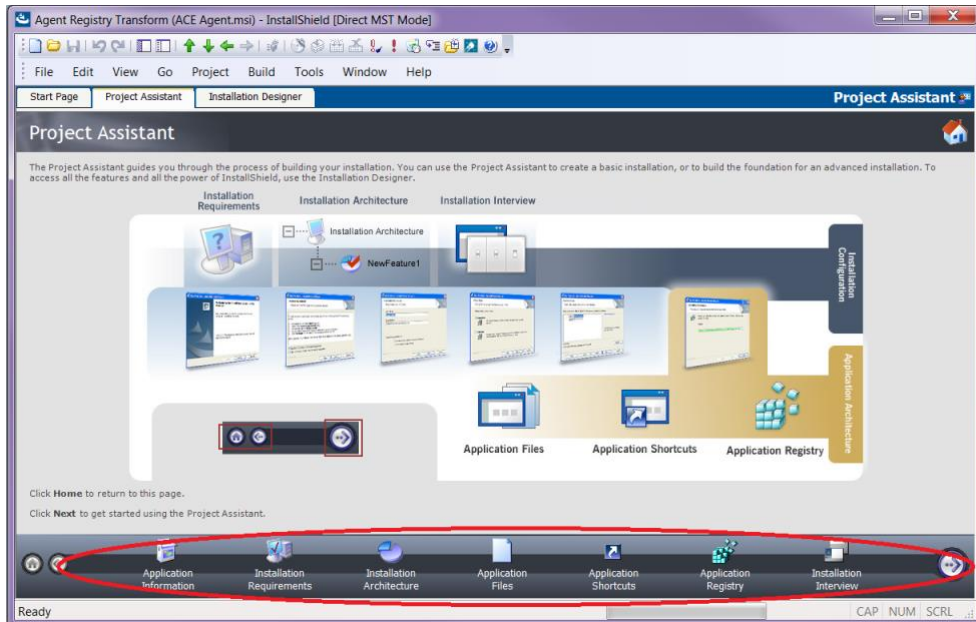 Agent Registry Transform (ACE Agent.msi) - InstallShield [Direct MST Mode]
File Edit View Go Project Build Tools Window Help
Start Page Project Assistant Installation Designer Project Assistant
Project Assistant
The Project Assistant guides you through the process of building your installation. You can use the Project Assistant to create a basic installation, or to build the foundation for an advanced installation. To
access all the features and all the power of InstallShield, use the Installation Designer.
Installation
Requirements
Installation Architecture
Installation Interview
Installation Architecture
NewFeature1
Installation
Configuration
Application Architecture
Application Files
Application Shortcuts
Application Registry
Click Home to return to this page.
Click Next to get started using the Project Assistant.
Application
Information
Installation
Requirements
Installation
Architecture
Application
Files
Application
Shortcuts
Application
Registry
Installation
Interview
Ready CAP NUM SCRL